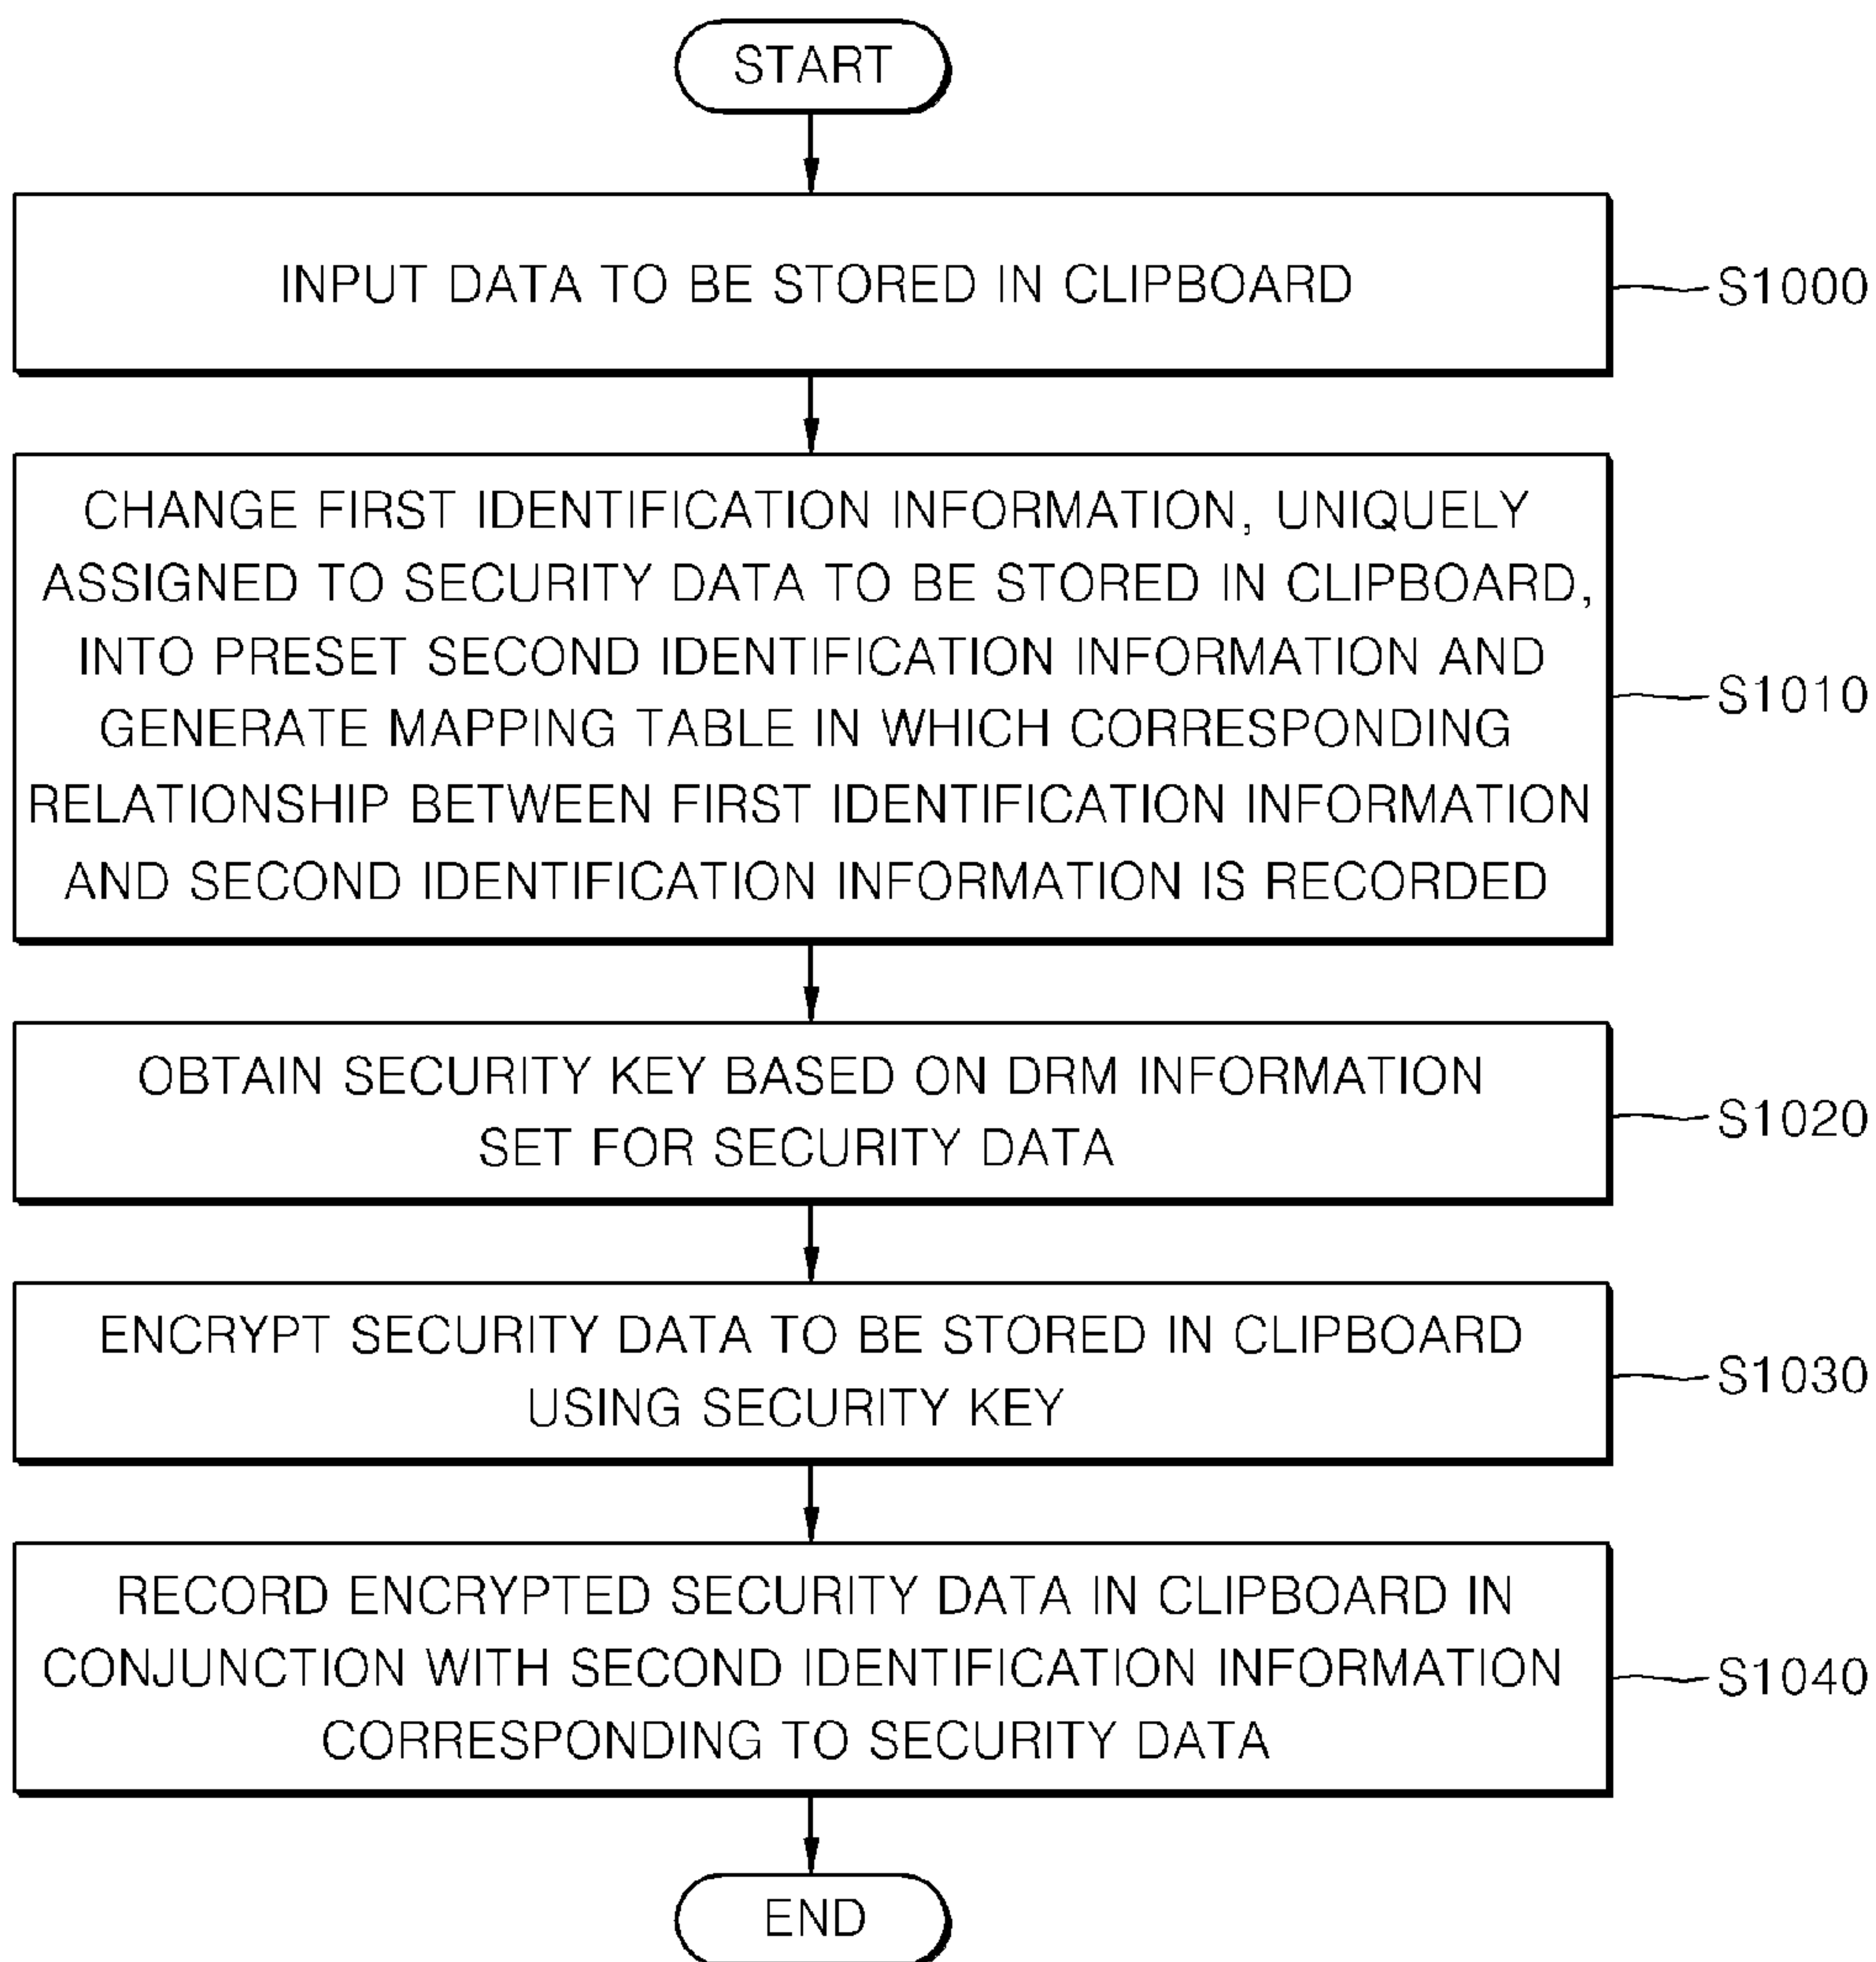 START
INPUT DATA TO BE STORED IN CLIPBOARD
S1000
CHANGE FIRST IDENTIFICATION INFORMATION, UNIQUELY
ASSIGNED TO SECURITY DATA TO BE STORED IN CLIPBOARD,
INTO PRESET SECOND IDENTIFICATION INFORMATION AND
GENERATE MAPPING TABLE IN WHICH CORRESPONDING
RELATIONSHIP BETWEEN FIRST IDENTIFICATION INFORMATION
AND SECOND IDENTIFICATION INFORMATION IS RECORDED
S1010
OBTAIN SECURITY KEY BASED ON DRM INFORMATION
SET FOR SECURITY DATA
S1020
ENCRYPT SECURITY DATA TO BE STORED IN CLIPBOARD
USING SECURITY KEY
S1030
RECORD ENCRYPTED SECURITY DATA IN CLIPBOARD IN
CONJUNCTION WITH SECOND IDENTIFICATION INFORMATION
CORRESPONDING TO SECURITY DATA
S1040
END